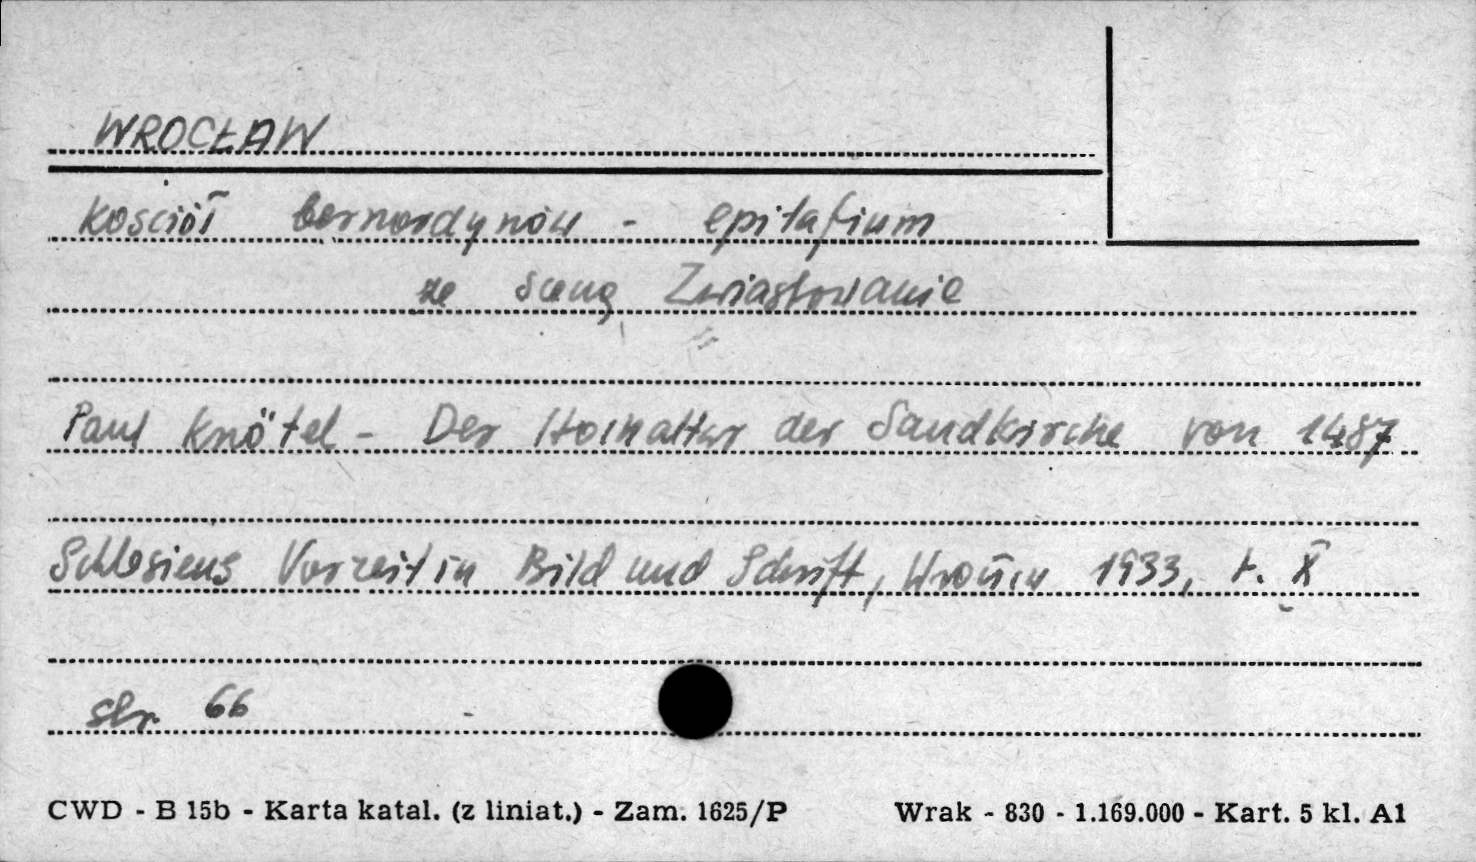 WROCŁAW
Kościół bernardynów - epitafium
ze sceną Zwiastowanie
Paul Knötel - Der Hochaltar der Sandkirche von 1487
Schlesiens Vorzeit in Bild und Schrift, Wrocław 1933, t. X
str. 66
CWD - B 15b - Karta katal. (z liniat.) - Zam. 1625/P Wrak - 830 - 1.169.000 - Kart. 5 kl. A1